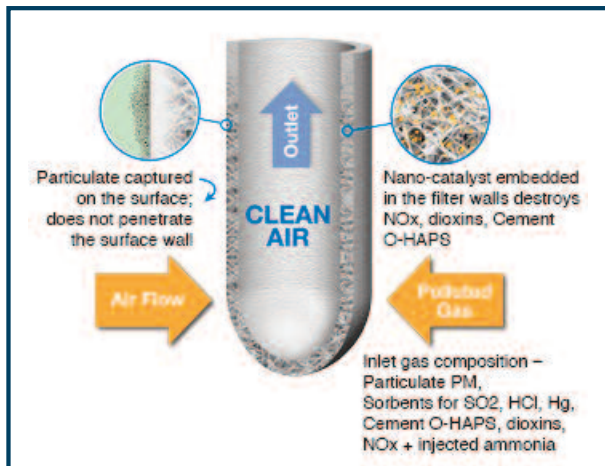 Outlet
Particulate captured
on the surface;
does not penetrate
the surface wall
CLEAN
AIR
Nano-catalyst embedded
in the filter walls destroys
NOx, dioxins, Cement
O-HAPS
Air Flow
Polluted
Gas
Inlet gas composition –
Particulate PM,
Sorbents for SO2, HCl, Hg,
Cement O-HAPS, dioxins,
NOx + injected ammonia